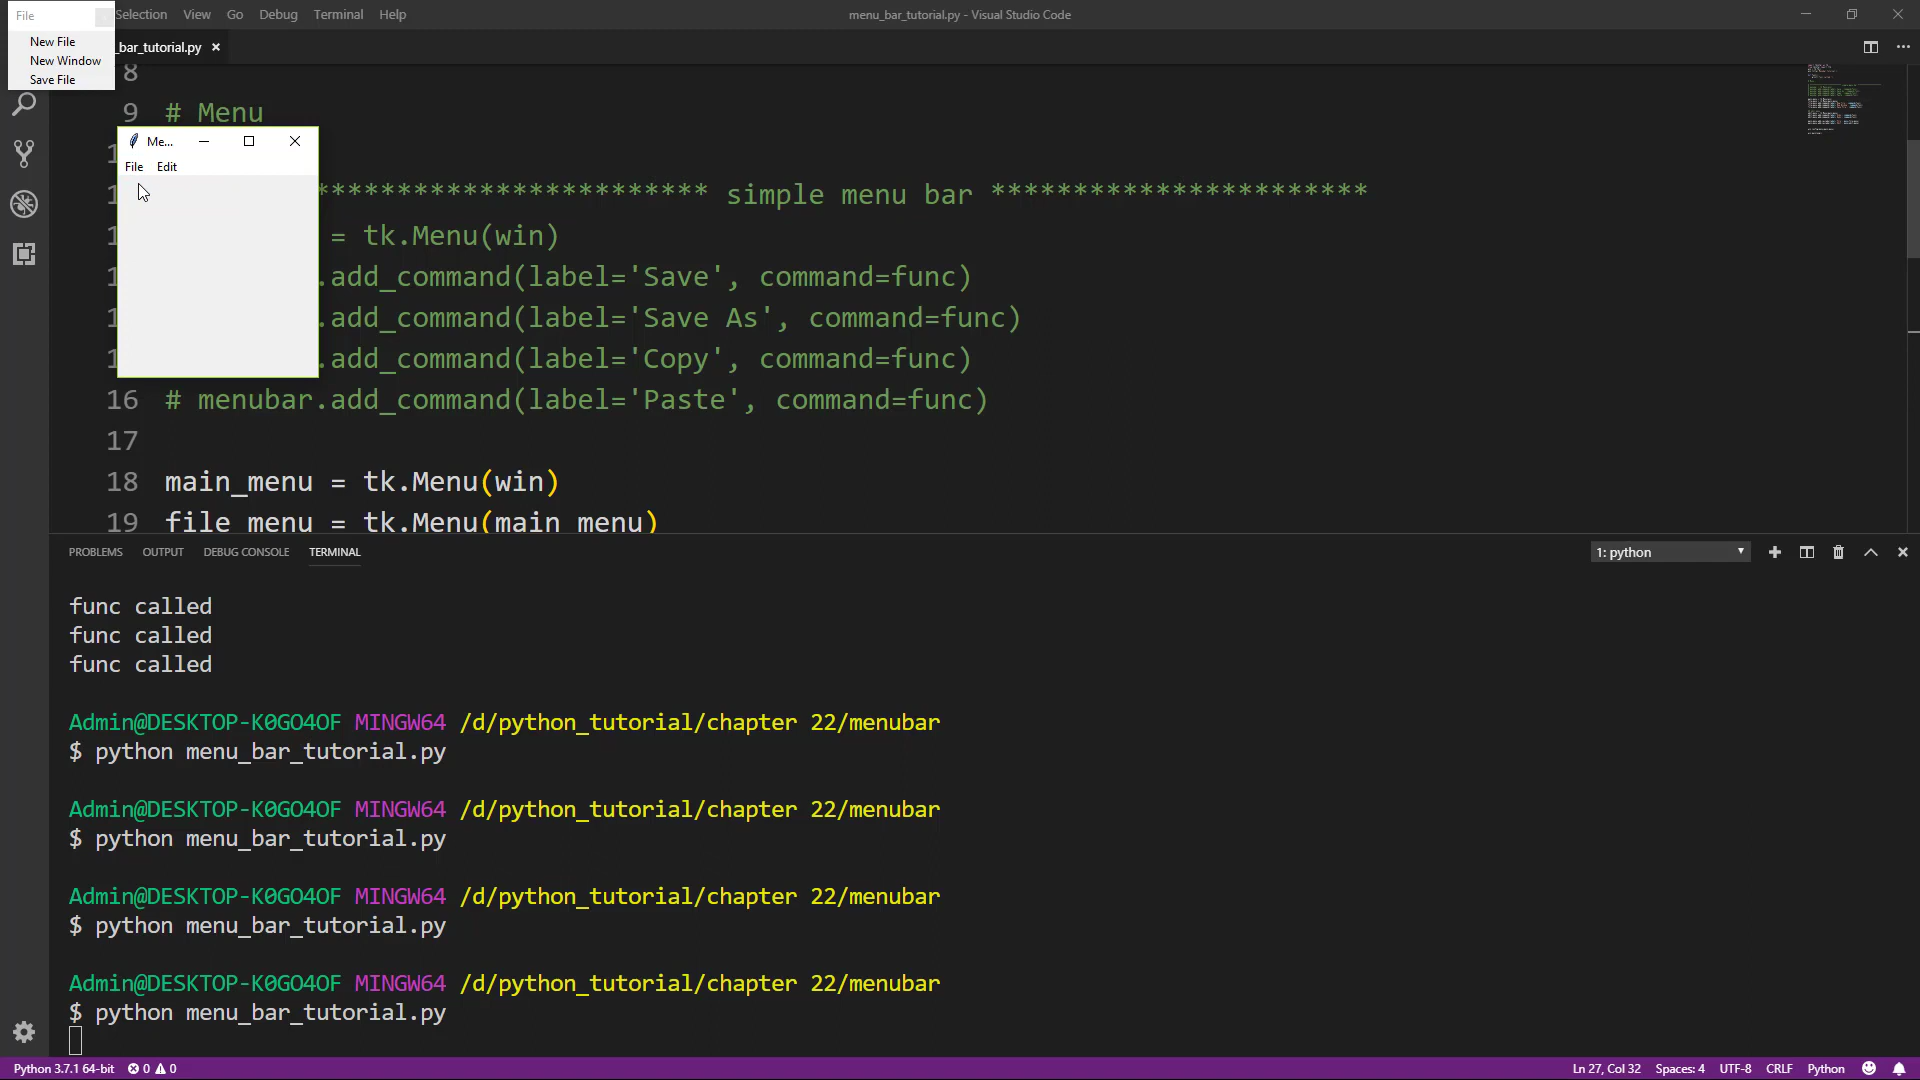 File
New File
New Window
Save File
Selection View Go Debug Terminal Help
menu_bar_tutorial.py - Visual Studio Code
_bar_tutorial.py ×
8
9 # Menu
Me...
File Edit
1 ************************ simple menu bar ***********************
1 = tk.Menu(win)
1 .add_command(label='Save', command=func)
1 .add_command(label='Save As', command=func)
1 .add_command(label='Copy', command=func)
16 # menubar.add_command(label='Paste', command=func)
17
18 main_menu = tk.Menu(win)
19 file_menu = tk.Menu(main_menu)
PROBLEMS OUTPUT DEBUG CONSOLE TERMINAL
1: python
func called
func called
func called
Admin@DESKTOP-K0GO4OF MINGW64 /d/python_tutorial/chapter 22/menubar
$ python menu_bar_tutorial.py
Admin@DESKTOP-K0GO4OF MINGW64 /d/python_tutorial/chapter 22/menubar
$ python menu_bar_tutorial.py
Admin@DESKTOP-K0GO4OF MINGW64 /d/python_tutorial/chapter 22/menubar
$ python menu_bar_tutorial.py
Admin@DESKTOP-K0GO4OF MINGW64 /d/python_tutorial/chapter 22/menubar
$ python menu_bar_tutorial.py
Python 3.7.1 64-bit 0 0
Ln 27, Col 32 Spaces: 4 UTF-8 CRLF Python